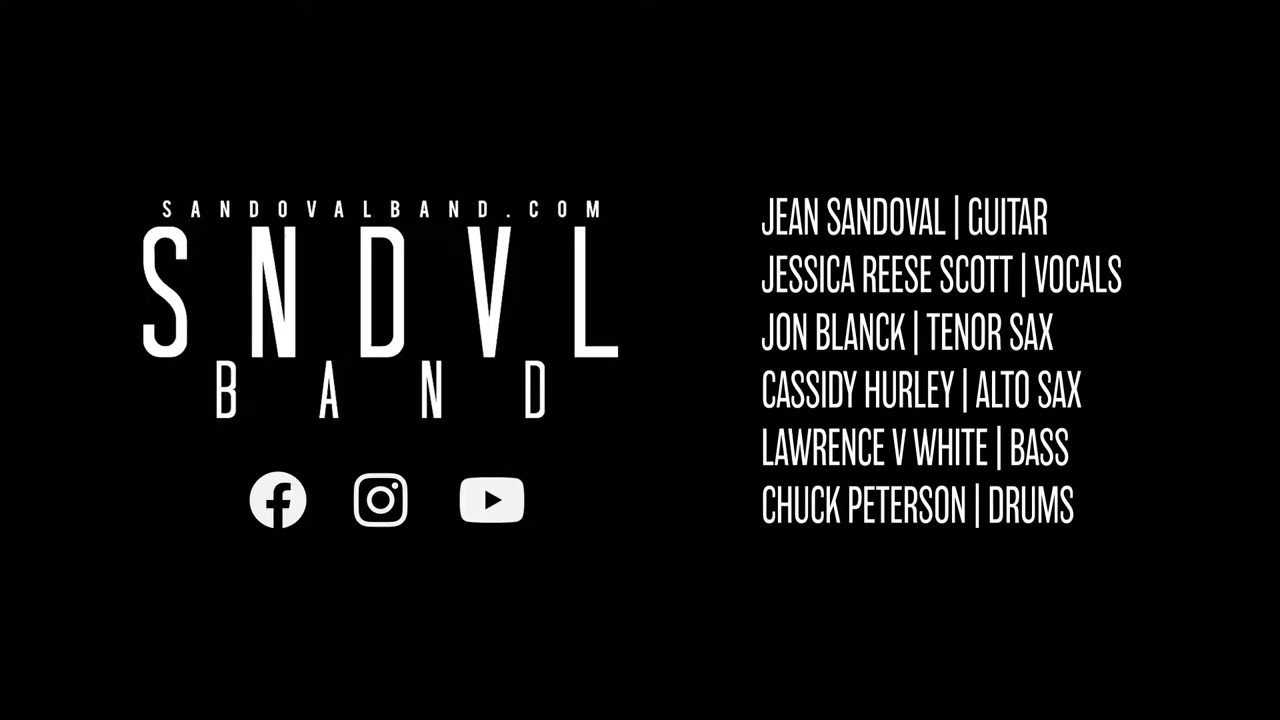 SANDOVALBAND.COM
SNDVL
BAND
JEAN SANDOVAL | GUITAR
JESSICA REESE SCOTT | VOCALS
JON BLANCK | TENOR SAX
CASSIDY HURLEY | ALTO SAX
LAWRENCE V WHITE | BASS
CHUCK PETERSON | DRUMS